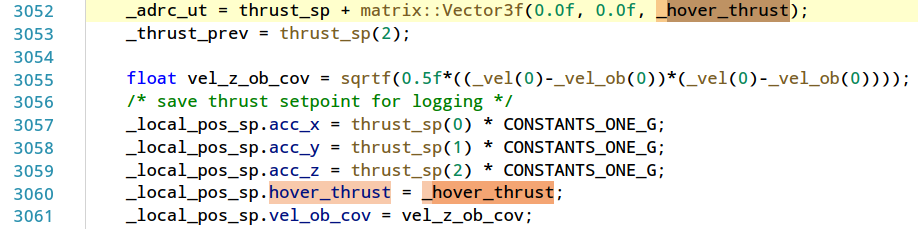 3052 _adrc_ut = thrust_sp + matrix::Vector3f(0.0f, 0.0f, _hover_thrust);
3053 _thrust_prev = thrust_sp(2);
3054
3055 float vel_z_ob_cov = sqrtf(0.5f*((_vel(0)-_vel_ob(0))*(_vel(0)-_vel_ob(0))));
3056 /* save thrust setpoint for logging */
3057 _local_pos_sp.acc_x = thrust_sp(0) * CONSTANTS_ONE_G;
3058 _local_pos_sp.acc_y = thrust_sp(1) * CONSTANTS_ONE_G;
3059 _local_pos_sp.acc_z = thrust_sp(2) * CONSTANTS_ONE_G;
3060 _local_pos_sp.hover_thrust = _hover_thrust;
3061 _local_pos_sp.vel_ob_cov = vel_z_ob_cov;